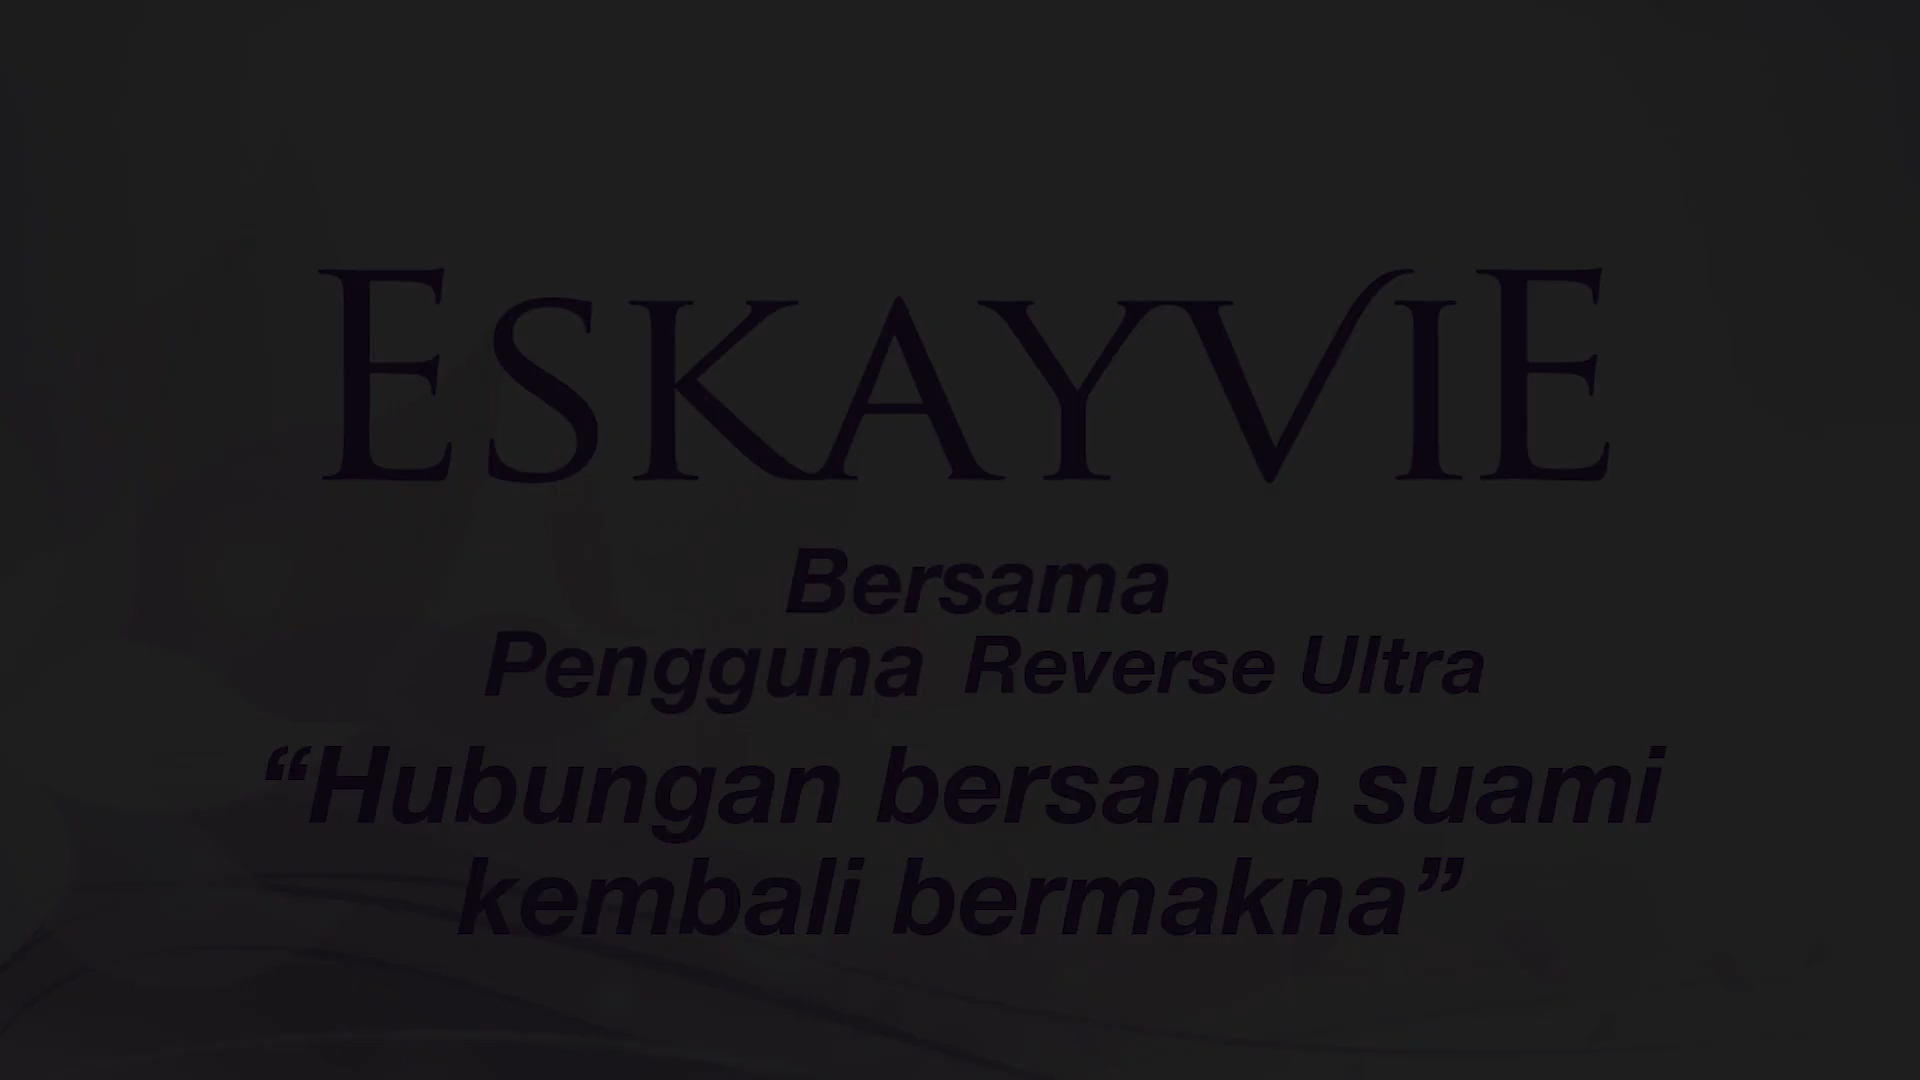 ESKAYVIE
Bersama
Pengguna Reverse Ultra
“Hubungan bersama suami
kembali bermakna”